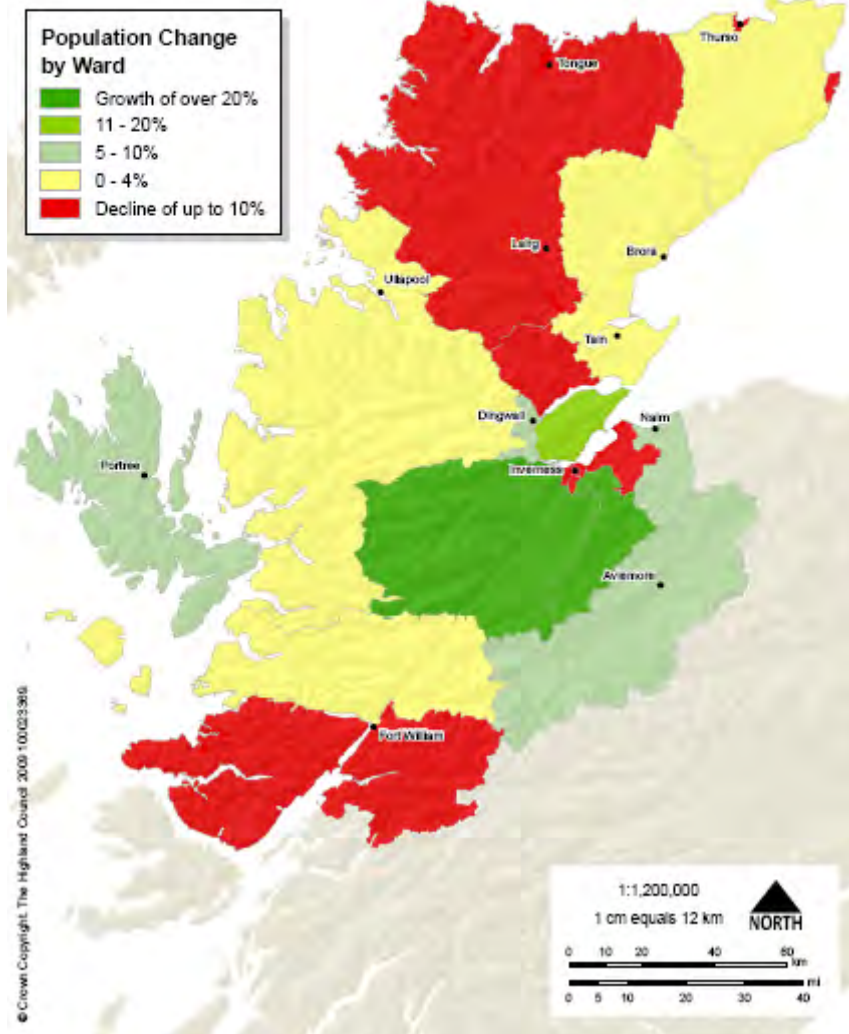 Population Change
by Ward
Growth of over 20%
11 - 20%
5 - 10%
0 - 4%
Decline of up to 10%
Thurso
Tongue
Lairg
Brora
Ullapool
Tain
Dingwall
Nairn
Portree
Inverness
Aviemore
Fort William
© Crown Copyright. The Highland Council 2009 100023369
1:1,200,000
1 cm equals 12 km
NORTH
0 10 20 40 60
km
mi
0 5 10 20 30 40